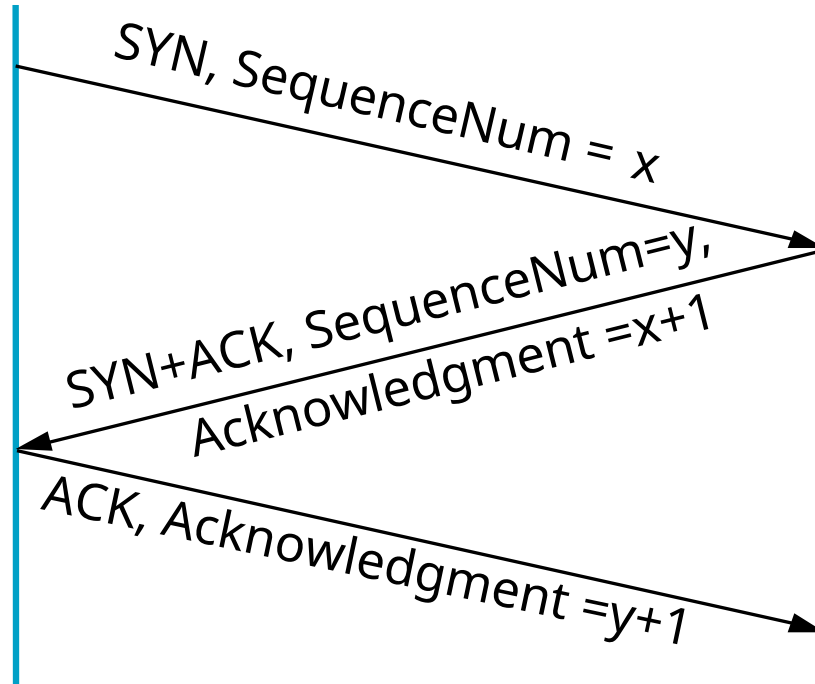 SYN, SequenceNum = x
SYN+ACK, SequenceNum=y,
Acknowledgment =x+1
ACK, Acknowledgment =y+1